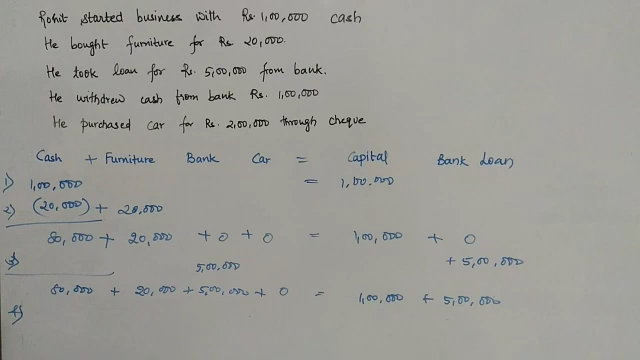 Rohit started business with Rs. 1,00,000 cash
He bought furniture for Rs. 20,000.
He took loan for Rs. 5,00,000 from bank.
He withdrew cash from bank Rs. 1,00,000
He purchased car for Rs. 2,00,000 through cheque
Cash + Furniture Bank Car = Capital Bank Loan
1) 1,00,000 = 1,00,000
2) (20,000) + 20,000
80,000 + 20,000 + 0 + 0 = 1,00,000 + 0
3) 5,00,000 + 5,00,000
80,000 + 20,000 + 5,00,000 + 0 = 1,00,000 + 5,00,000
4)